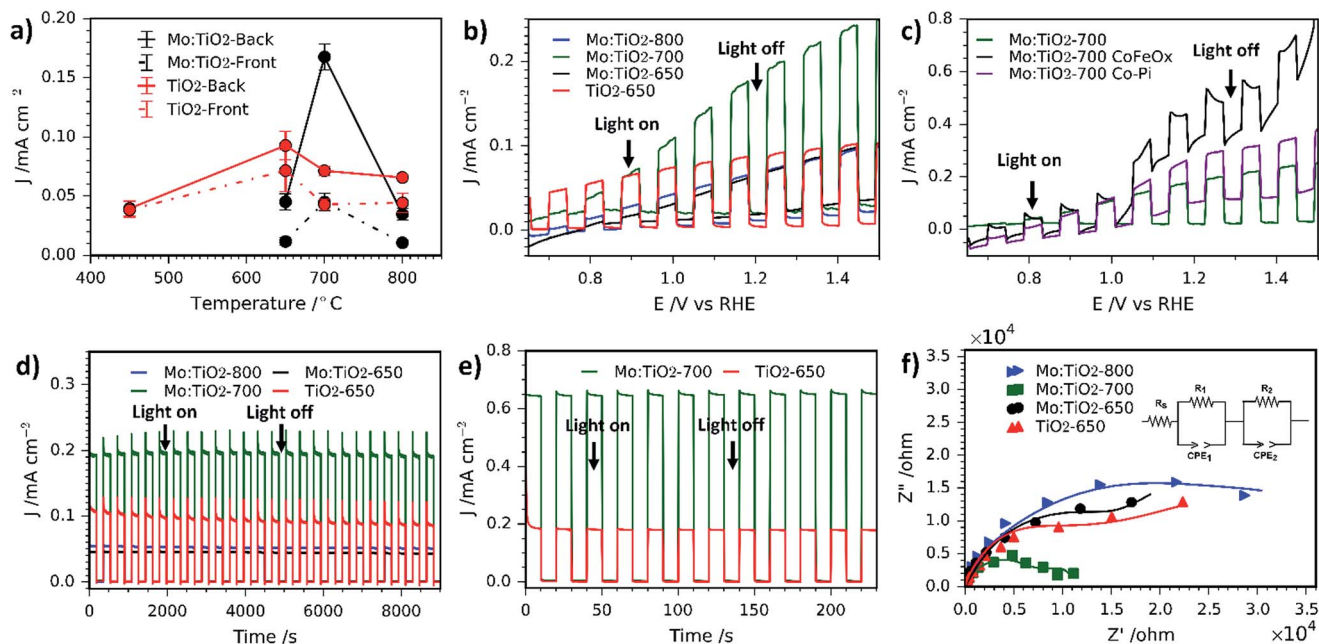 a)
J /mA cm⁻²
0.20
0.15
0.10
0.05
0.00
Mo:TiO2-Back
Mo:TiO2-Front
TiO2-Back
TiO2-Front
400
500
600
700
800
Temperature /°C
b)
J /mA cm⁻²
0.2
0.1
0.0
Mo:TiO2-800
Mo:TiO2-700
Mo:TiO2-650
TiO2-650
Light off
Light on
0.8
1.0
1.2
1.4
E /V vs RHE
c)
J /mA cm⁻²
0.8
0.6
0.4
0.2
0.0
Mo:TiO2-700
Mo:TiO2-700 CoFeOx
Mo:TiO2-700 Co-Pi
Light off
Light on
0.8
1.0
1.2
1.4
E /V vs RHE
d)
J /mA cm⁻²
0.3
0.2
0.1
0.0
Mo:TiO2-800
Mo:TiO2-700
Mo:TiO2-650
TiO2-650
Light on
Light off
0
2000
4000
6000
8000
Time /s
e)
J /mA cm⁻²
0.8
0.6
0.4
0.2
0.0
Mo:TiO2-700
TiO2-650
Light on
Light off
0
50
100
150
200
Time /s
f)
×10⁴
Z'' /ohm
3.5
3.0
2.5
2.0
1.5
1.0
0.5
0.0
Mo:TiO2-800
Mo:TiO2-700
Mo:TiO2-650
TiO2-650
Rs
R1
R2
CPE1
CPE2
0.0
0.5
1.0
1.5
2.0
2.5
3.0
3.5
Z' /ohm
×10⁴